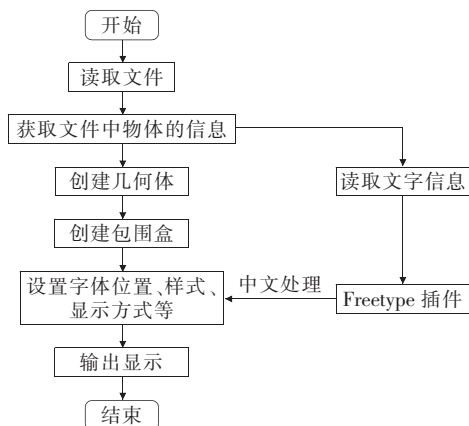 开始
读取文件
获取文件中物体的信息
创建几何体
读取文字信息
创建包围盒
设置字体位置、样式、
显示方式等
中文处理
Freetype 插件
输出显示
结束